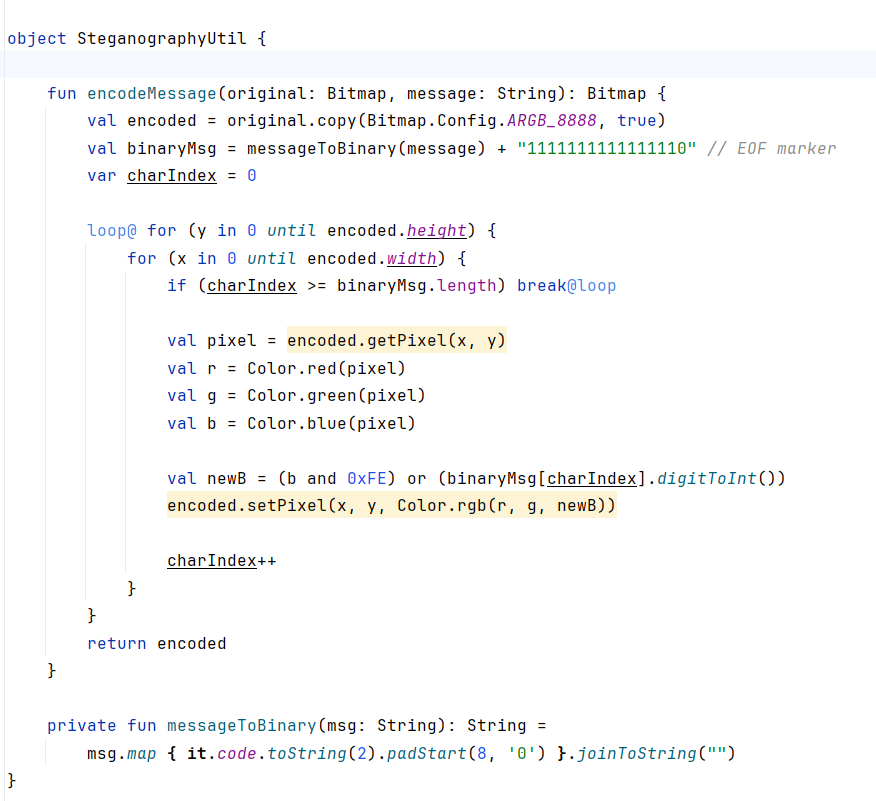 object SteganographyUtil {
fun encodeMessage(original: Bitmap, message: String): Bitmap {
val encoded = original.copy(Bitmap.Config.ARGB_8888, true)
val binaryMsg = messageToBinary(message) + "1111111111111110" // EOF marker
var charIndex = 0
loop@ for (y in 0 until encoded.height) {
for (x in 0 until encoded.width) {
if (charIndex >= binaryMsg.length) break@loop
val pixel = encoded.getPixel(x, y)
val r = Color.red(pixel)
val g = Color.green(pixel)
val b = Color.blue(pixel)
val newB = (b and 0xFE) or (binaryMsg[charIndex].digitToInt())
encoded.setPixel(x, y, Color.rgb(r, g, newB))
charIndex++
}
}
return encoded
}
private fun messageToBinary(msg: String): String =
msg.map { it.code.toString(2).padStart(8, '0') }.joinToString("")
}